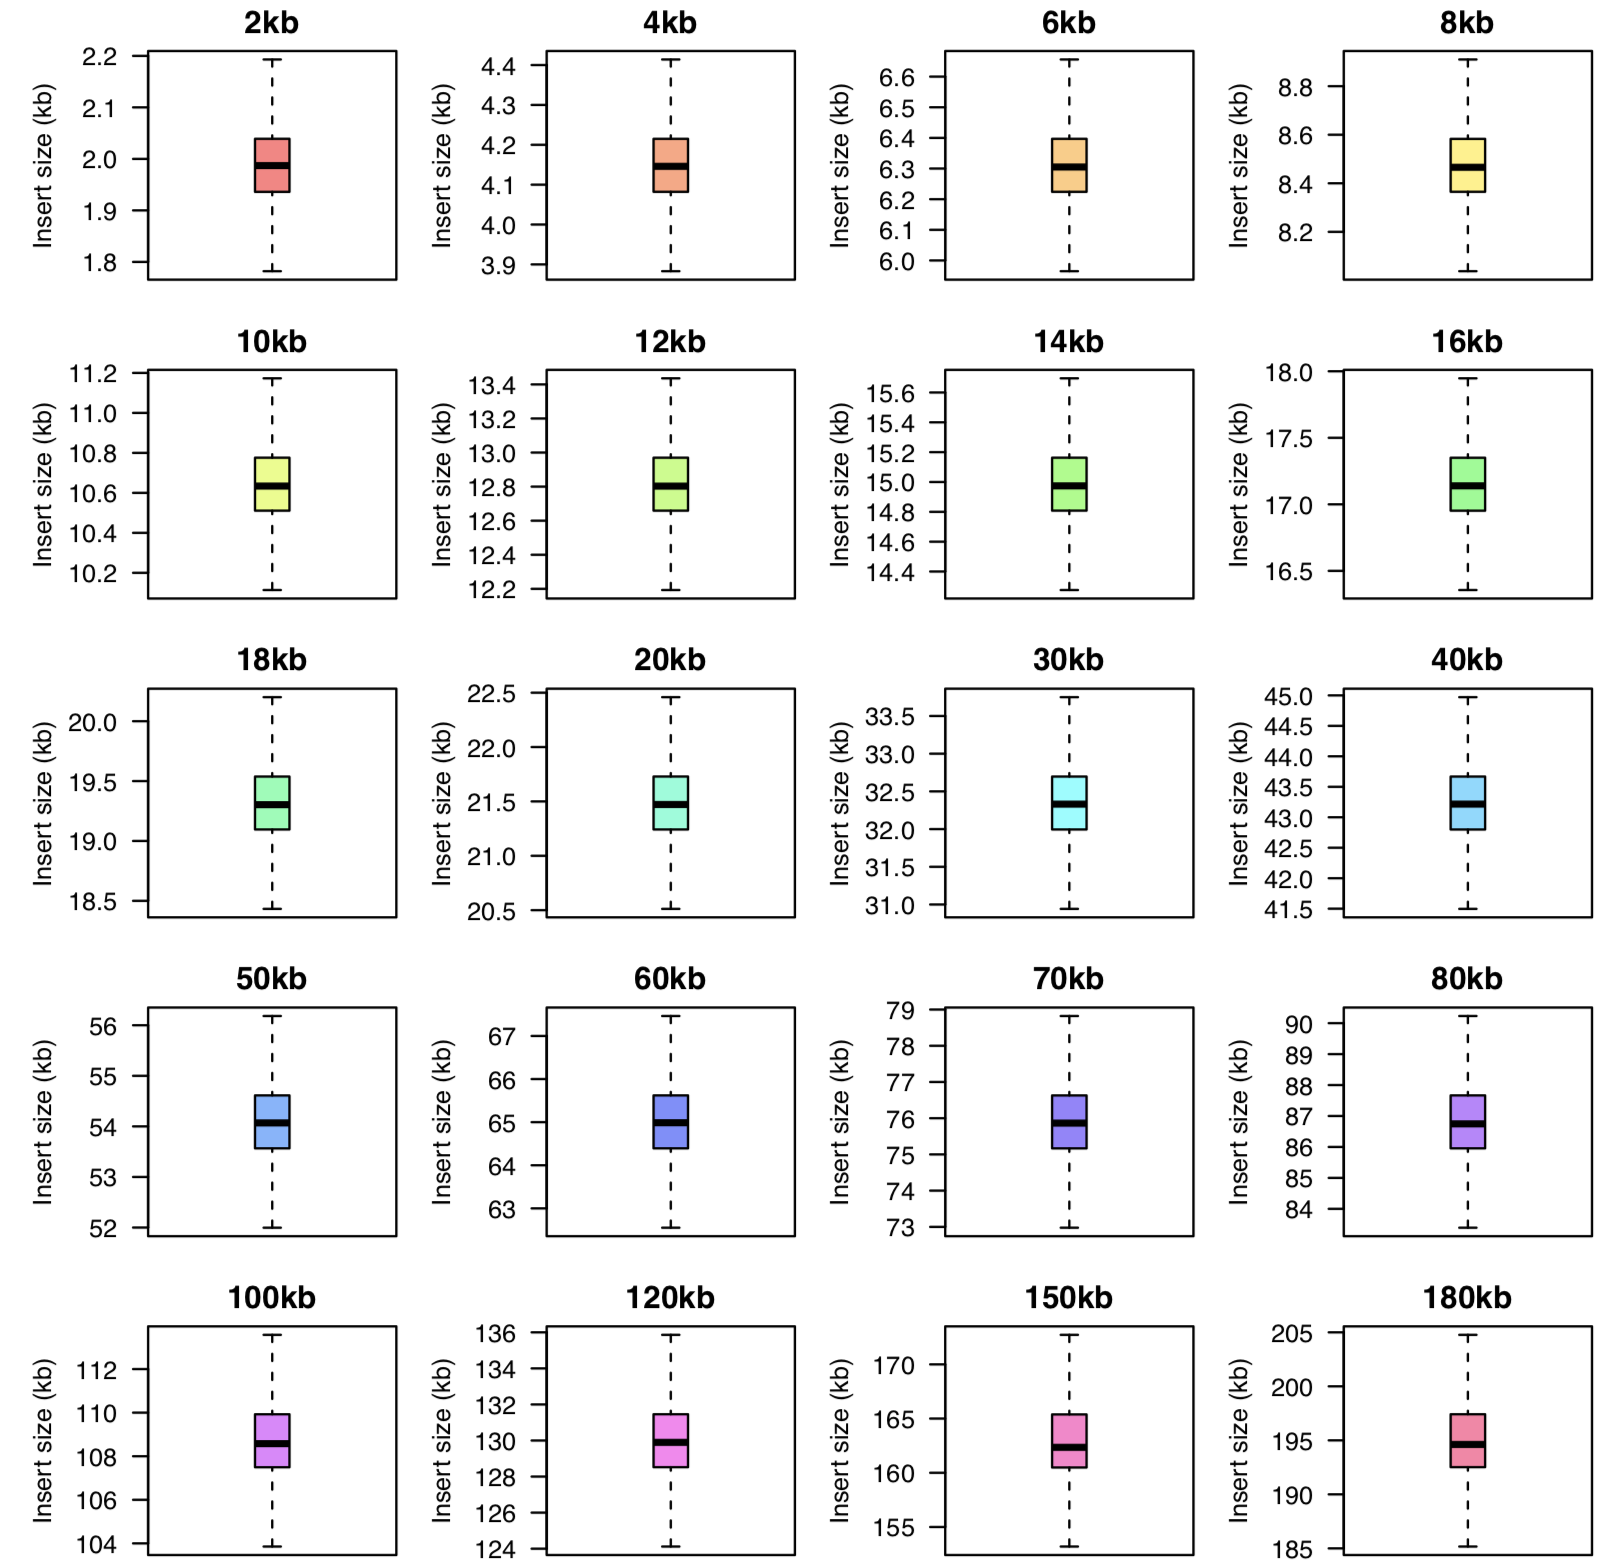 2kb
4kb
6kb
8kb
Insert size (kb)
2.2
2.1
2.0
1.9
1.8
Insert size (kb)
4.4
4.3
4.2
4.1
4.0
3.9
Insert size (kb)
6.6
6.5
6.4
6.3
6.2
6.1
6.0
Insert size (kb)
8.8
8.6
8.4
8.2
10kb
12kb
14kb
16kb
Insert size (kb)
11.2
11.0
10.8
10.6
10.4
10.2
Insert size (kb)
13.4
13.2
13.0
12.8
12.6
12.4
12.2
Insert size (kb)
15.6
15.4
15.2
15.0
14.8
14.6
14.4
Insert size (kb)
18.0
17.5
17.0
16.5
18kb
20kb
30kb
40kb
Insert size (kb)
20.0
19.5
19.0
18.5
Insert size (kb)
22.5
22.0
21.5
21.0
20.5
Insert size (kb)
33.5
33.0
32.5
32.0
31.5
31.0
Insert size (kb)
45.0
44.5
44.0
43.5
43.0
42.5
42.0
41.5
50kb
60kb
70kb
80kb
Insert size (kb)
56
55
54
53
52
Insert size (kb)
67
66
65
64
63
Insert size (kb)
79
78
77
76
75
74
73
Insert size (kb)
90
89
88
87
86
85
84
100kb
120kb
150kb
180kb
Insert size (kb)
112
110
108
106
104
Insert size (kb)
136
134
132
130
128
126
124
Insert size (kb)
170
165
160
155
Insert size (kb)
205
200
195
190
185